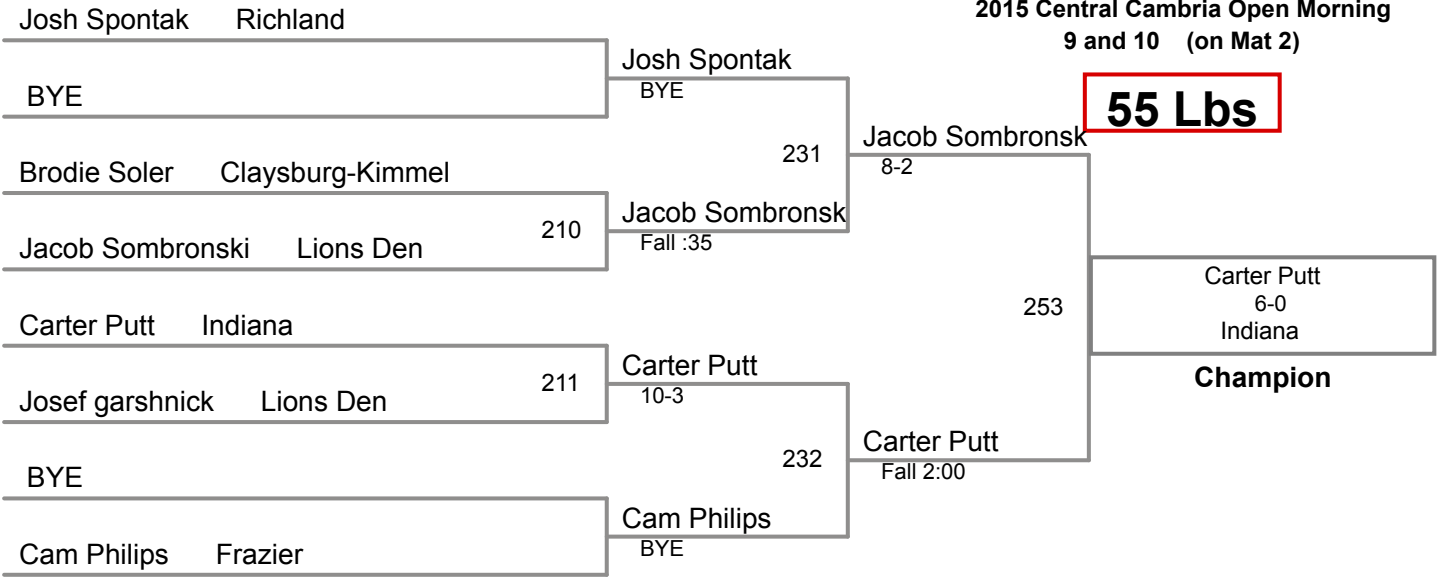 2015 Central Cambria Open Morning
9 and 10 (on Mat 2)
55 Lbs
Josh Spontak Richland
BYE
Brodie Soler Claysburg-Kimmel
210
Jacob Sombronski Lions Den
Carter Putt Indiana
211
Josef garshnick Lions Den
BYE
Cam Philips Frazier
Josh Spontak
BYE
231
Jacob Sombronsk
Fall :35
Carter Putt
10-3
232
Cam Philips
BYE
Jacob Sombronsk
8-2
253
Carter Putt
Fall 2:00
Carter Putt
6-0
Indiana
Champion